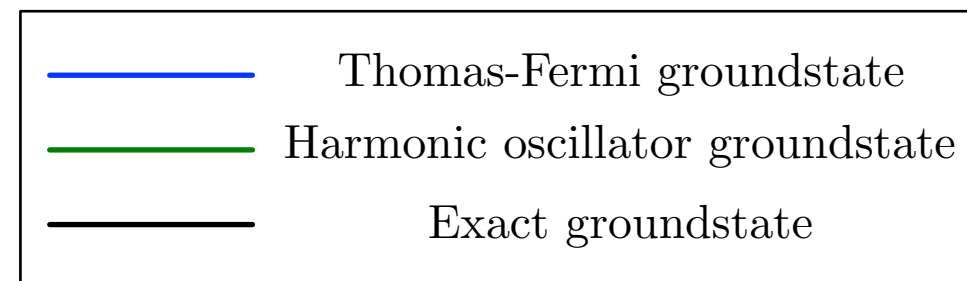 Thomas-Fermi groundstate
Harmonic oscillator groundstate
Exact groundstate